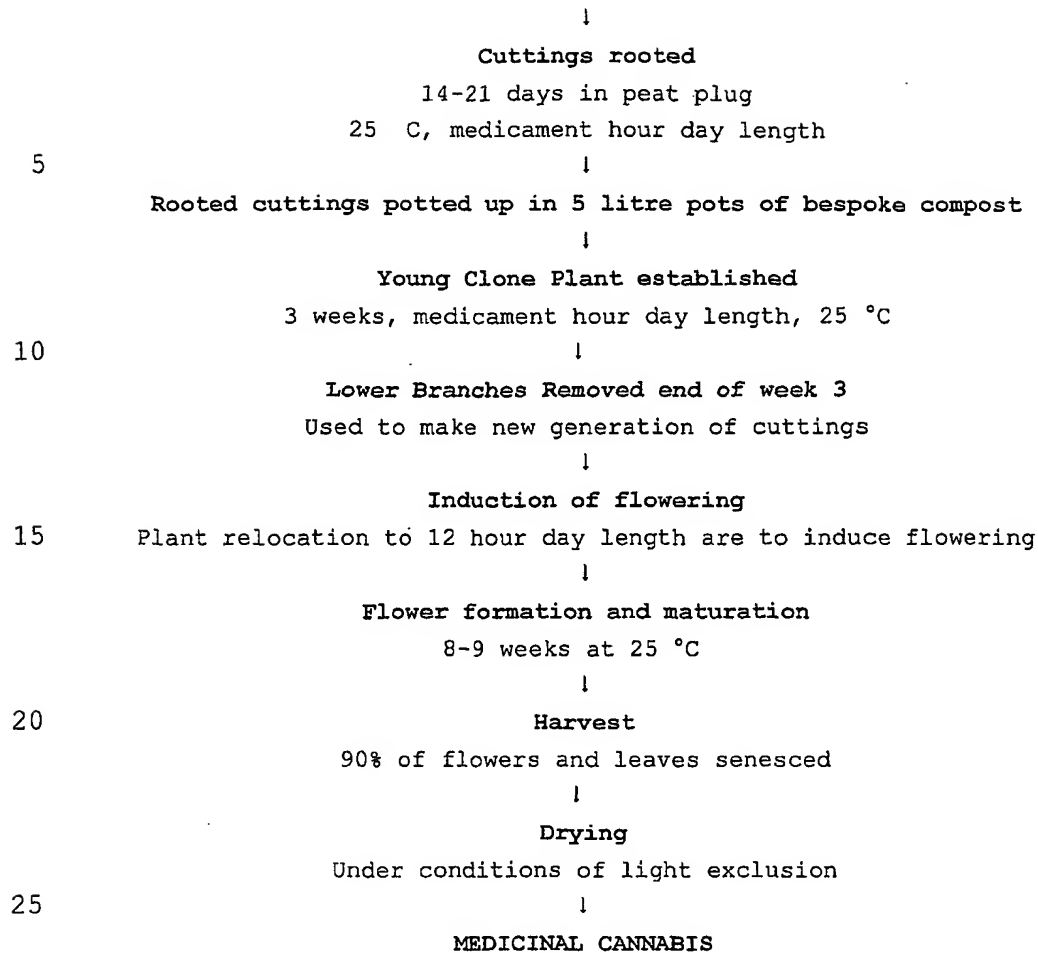 ↓
Cuttings rooted
14-21 days in peat plug
25 C, medicament hour day length
5 ↓
Rooted cuttings potted up in 5 litre pots of bespoke compost
↓
Young Clone Plant established
3 weeks, medicament hour day length, 25 °C
10 ↓
Lower Branches Removed end of week 3
Used to make new generation of cuttings
↓
Induction of flowering
15 Plant relocation to 12 hour day length are to induce flowering
↓
Flower formation and maturation
8-9 weeks at 25 °C
↓
20 Harvest
90% of flowers and leaves senesced
↓
Drying
Under conditions of light exclusion
25 ↓
MEDICINAL CANNABIS